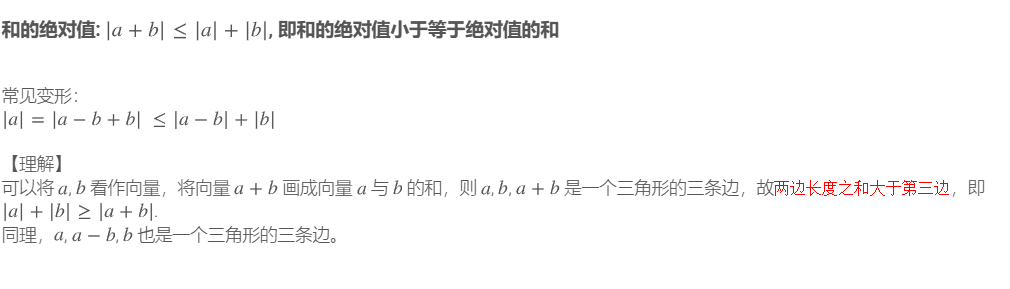 和的绝对值: |a + b| ≤ |a| + |b|, 即和的绝对值小于等于绝对值的和
常见变形：
|a| = |a − b + b| ≤ |a − b| + |b|
【理解】
可以将 a, b 看作向量，将向量 a + b 画成向量 a 与 b 的和，则 a, b, a + b 是一个三角形的三条边，故两边长度之和大于第三边，即
|a| + |b| ≥ |a + b|.
同理，a, a − b, b 也是一个三角形的三条边。